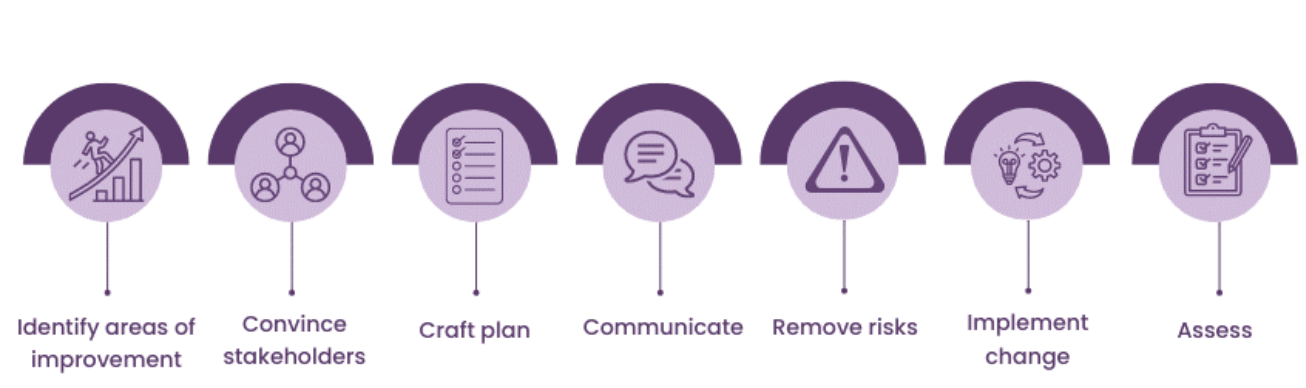 Identify areas of
improvement
Convince
stakeholders
Craft plan
Communicate
Remove risks
Implement
change
Assess